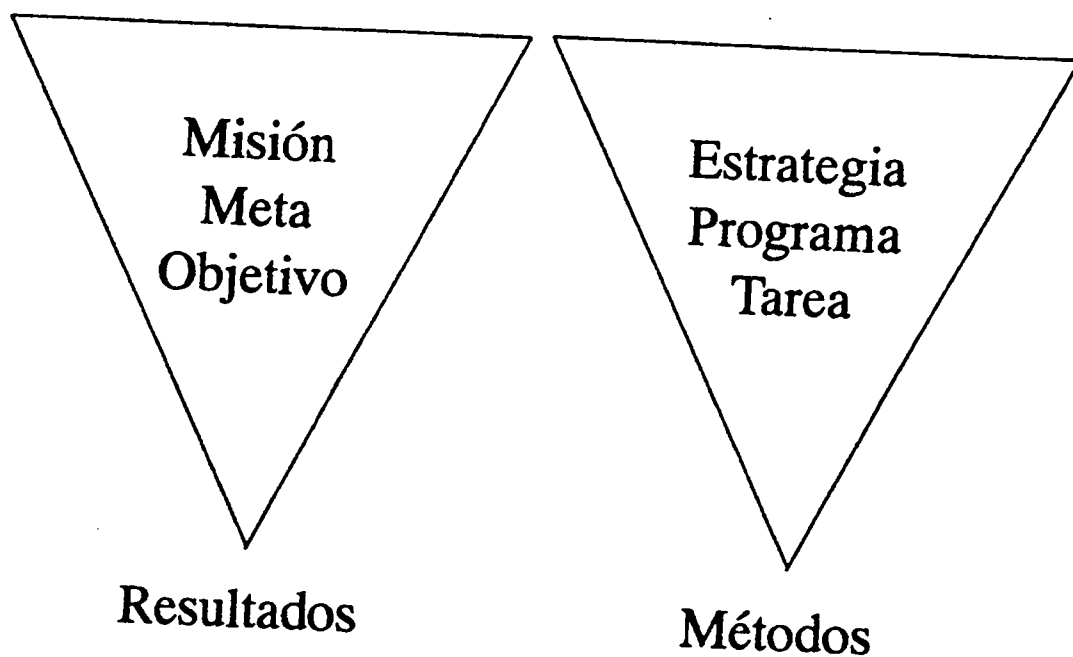 Misión
Meta
Objetivo
Resultados
Estrategia
Programa
Tarea
Métodos